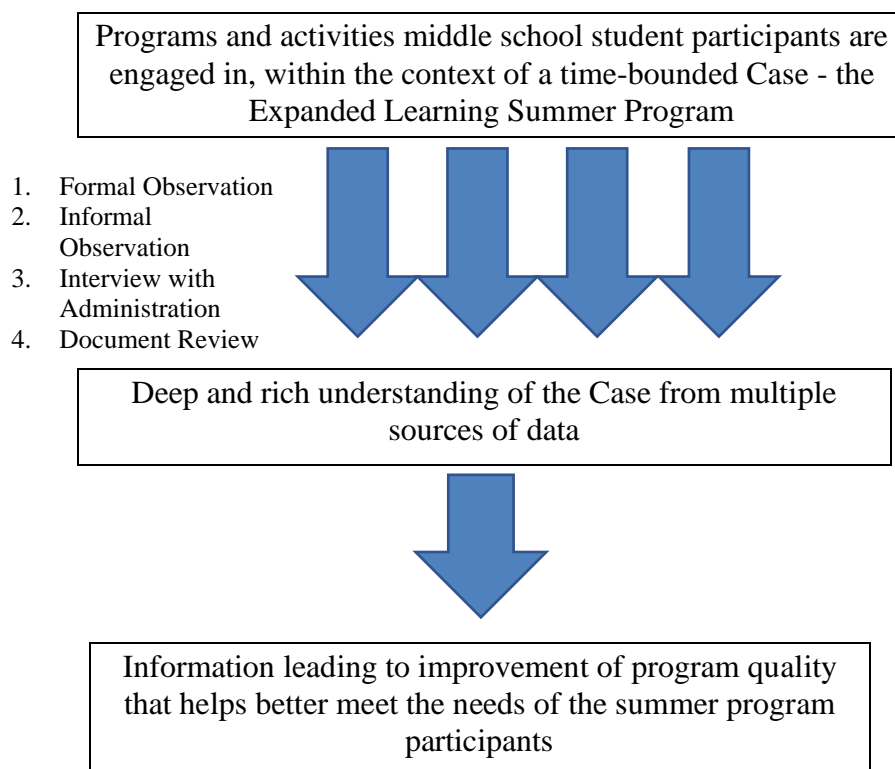 Programs and activities middle school student participants are
engaged in, within the context of a time-bounded Case - the
Expanded Learning Summer Program
1. Formal Observation
2. Informal
Observation
3. Interview with
Administration
4. Document Review
Deep and rich understanding of the Case from multiple
sources of data
Information leading to improvement of program quality
that helps better meet the needs of the summer program
participants